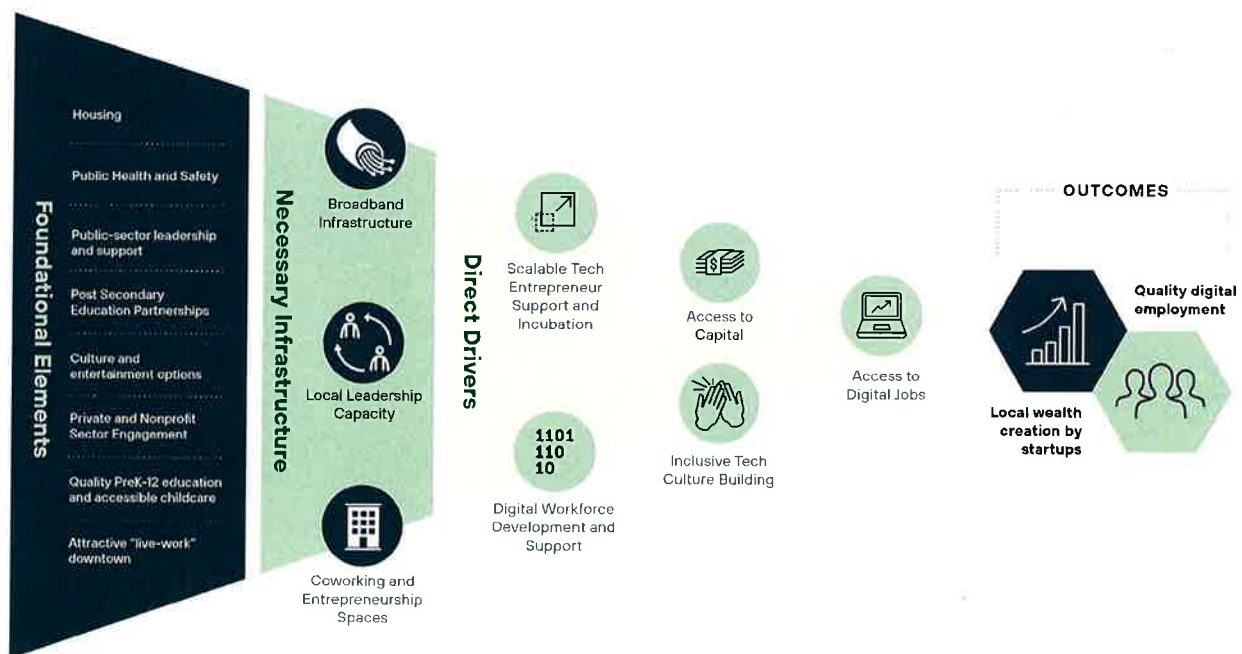 Foundational Elements
Housing
Public Health and Safety
Public-sector leadership
and support
Post Secondary
Education Partnerships
Culture and
entertainment options
Private and Nonprofit
Sector Engagement
Quality PreK-12 education
and accessible childcare
Attractive "live-work"
downtown
Necessary Infrastructure
Broadband
Infrastructure
Local Leadership
Capacity
Coworking and
Entrepreneurship
Spaces
Direct Drivers
Scalable Tech
Entrepreneur
Support and
Incubation
1101
110
10
Digital Workforce
Development and
Support
$
Access to
Capital
Inclusive Tech
Culture Building
Access to
Digital Jobs
OUTCOMES
Quality digital
employment
Local wealth
creation by
startups